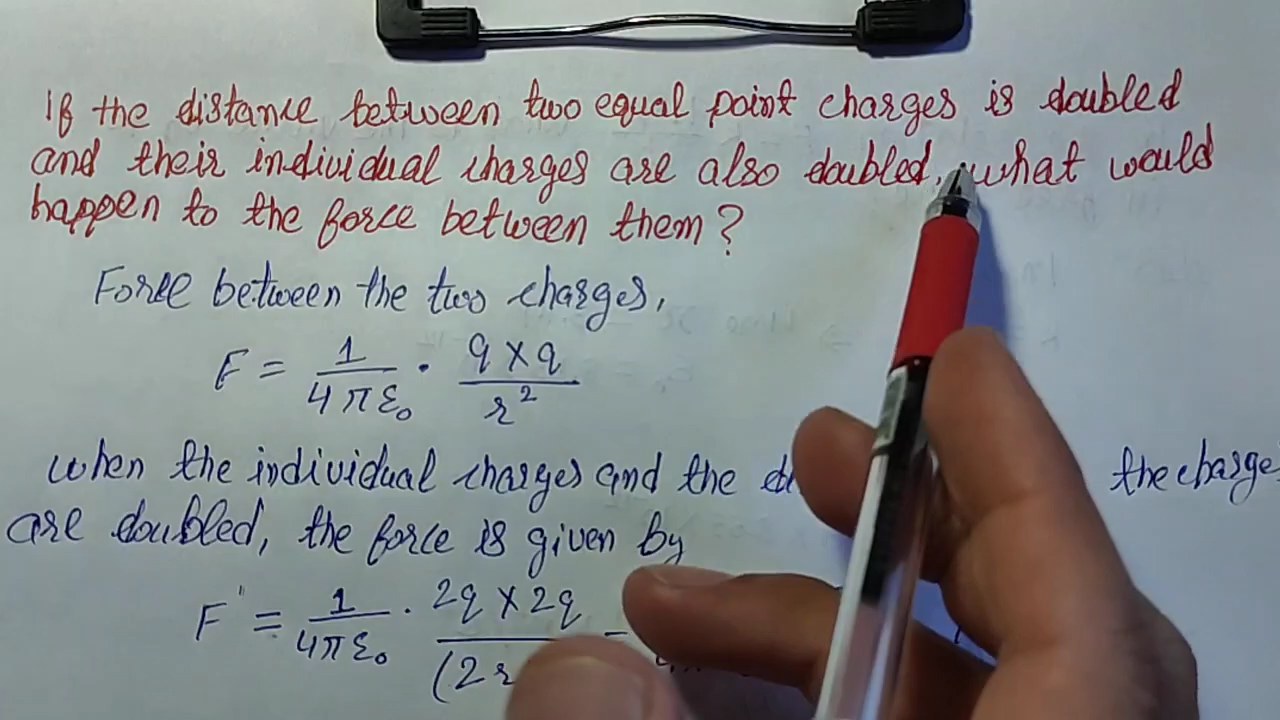 If the distance between two equal point charges is doubled
and their individual charges are also doubled, what would
happen to the force between them?
Force between the two charges,
F = 1/4πε₀ · q × q/r²
when the individual charges and the the charge
are doubled, the force is given by
F' = 1/4πε₀ · 2q × 2q/(2r =